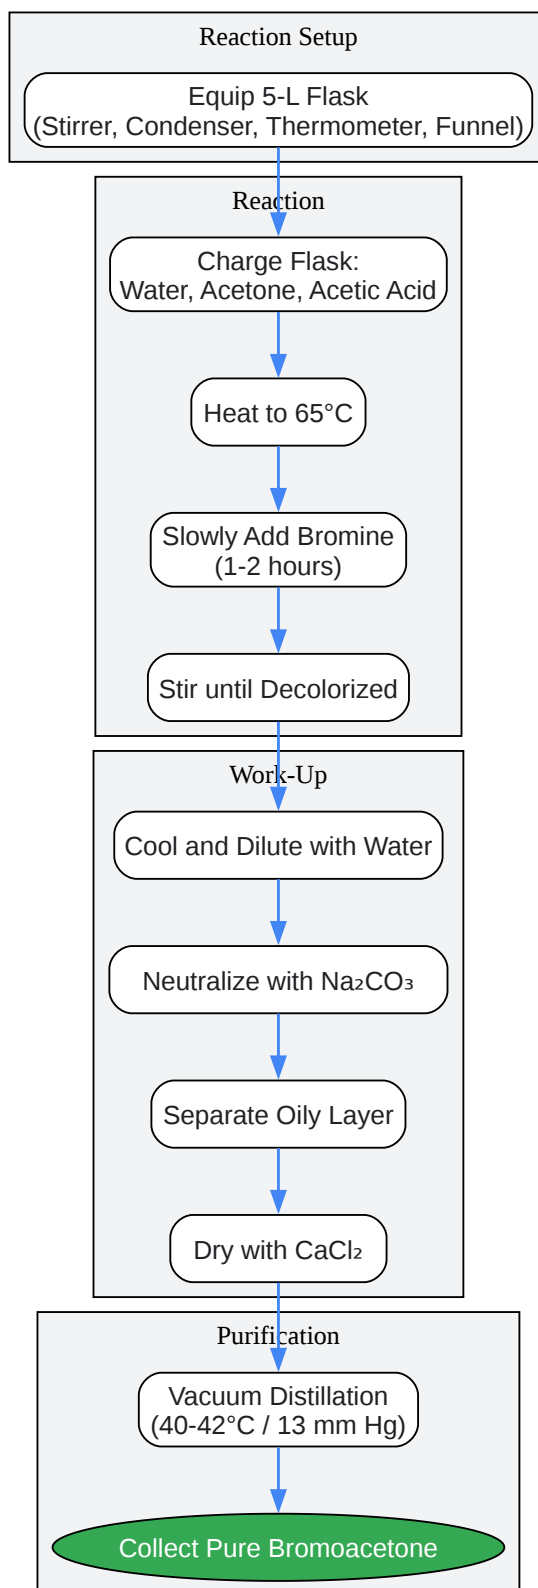 Reaction Setup
Equip 5-L Flask
(Stirrer, Condenser, Thermometer, Funnel)
Reaction
Charge Flask:
Water, Acetone, Acetic Acid
Heat to 65°C
Slowly Add Bromine
(1-2 hours)
Stir until Decolorized
Work-Up
Cool and Dilute with Water
Neutralize with Na₂CO₃
Separate Oily Layer
Dry with CaCl₂
Purification
Vacuum Distillation
(40-42°C / 13 mm Hg)
Collect Pure Bromoacetone